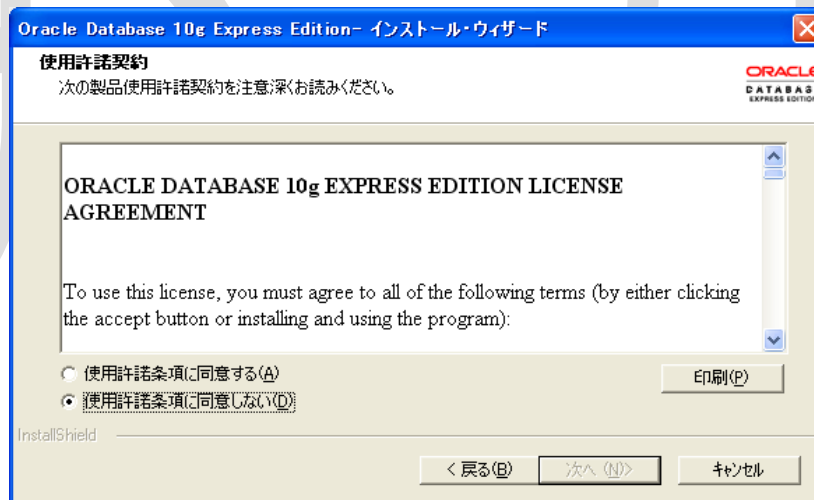 Oracle Database 10g Express Edition- インストール・ウィザード
使用許諾契約
次の製品使用許諾契約を注意深くお読みください。
ORACLE
DATABAS
EXPRESS EDITION
ORACLE DATABASE 10g EXPRESS EDITION LICENSE
AGREEMENT
To use this license, you must agree to all of the following terms (by either clicking
the accept button or installing and using the program):
使用許諾条項に同意する(A)
印刷(P)
使用許諾条項に同意しない(D)
InstallShield
< 戻る(B)
次へ (N)>
キャンセル